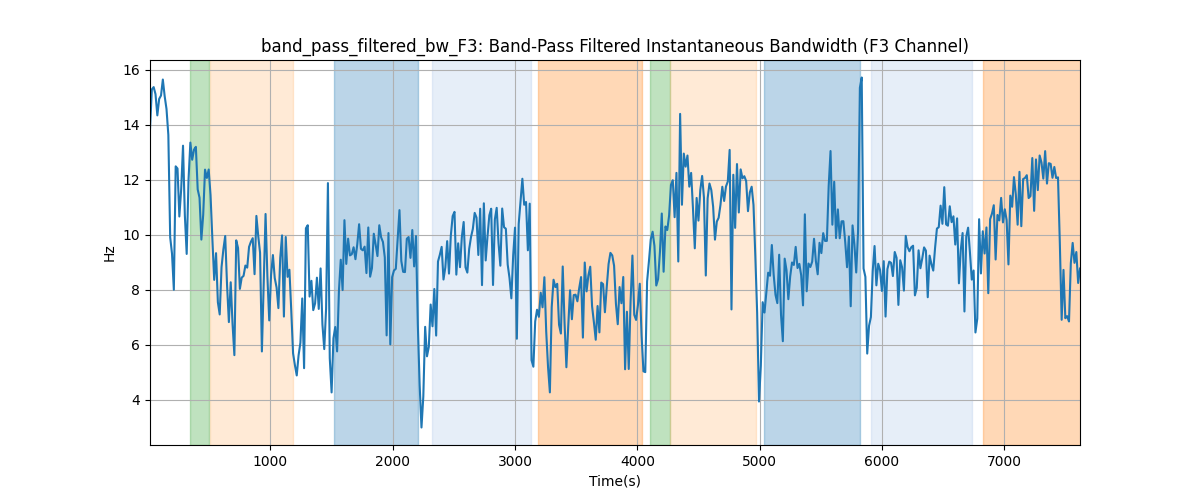 band_pass_filtered_bw_F3: Band-Pass Filtered Instantaneous Bandwidth (F3 Channel)
16
14
12
10
8
6
4
Hz
1000 2000 3000 4000 5000 6000 7000
Time(s)